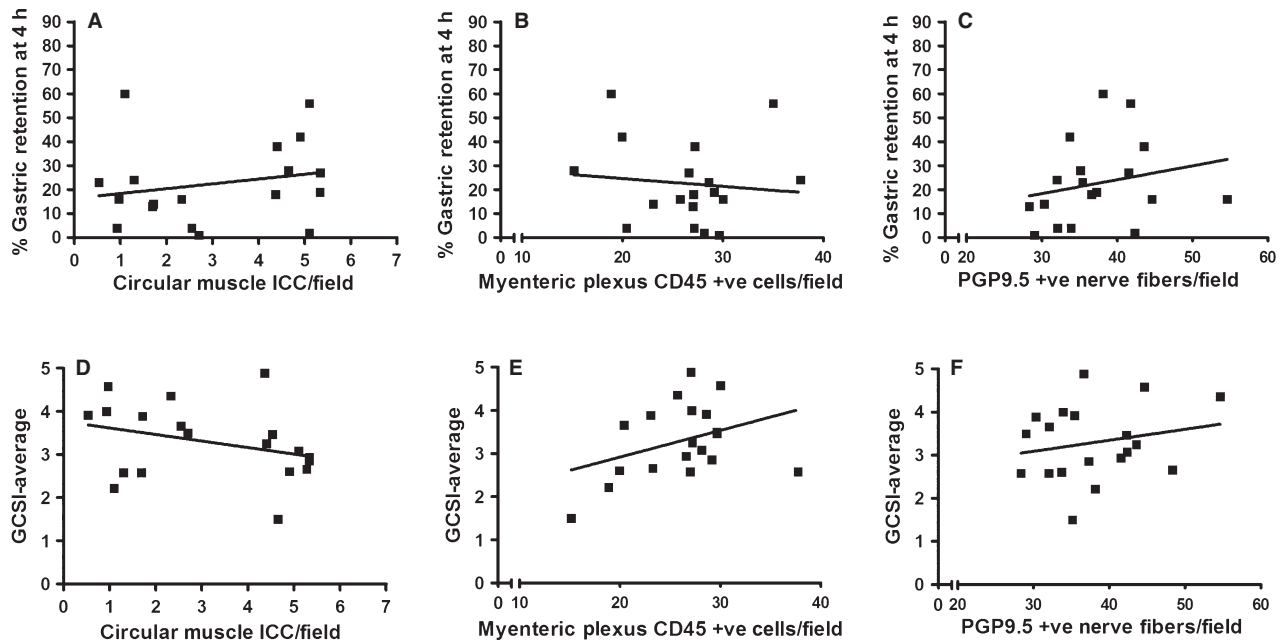 A
% Gastric retention at 4 h
90
80
70
60
50
40
30
20
10
0
0 1 2 3 4 5 6 7
Circular muscle ICC/field
B
% Gastric retention at 4 h
90
80
70
60
50
40
30
20
10
0
0 10 20 30 40
Myenteric plexus CD45 +ve cells/field
C
% Gastric retention at 4 h
90
80
70
60
50
40
30
20
10
0
0 20 30 40 50 60
PGP9.5 +ve nerve fibers/field
D
GCSI-average
5
4
3
2
1
0
0 1 2 3 4 5 6 7
Circular muscle ICC/field
E
GCSI-average
5
4
3
2
1
0
0 10 20 30 40
Myenteric plexus CD45 +ve cells/field
F
GCSI-average
5
4
3
2
1
0
0 20 30 40 50 60
PGP9.5 +ve nerve fibers/field